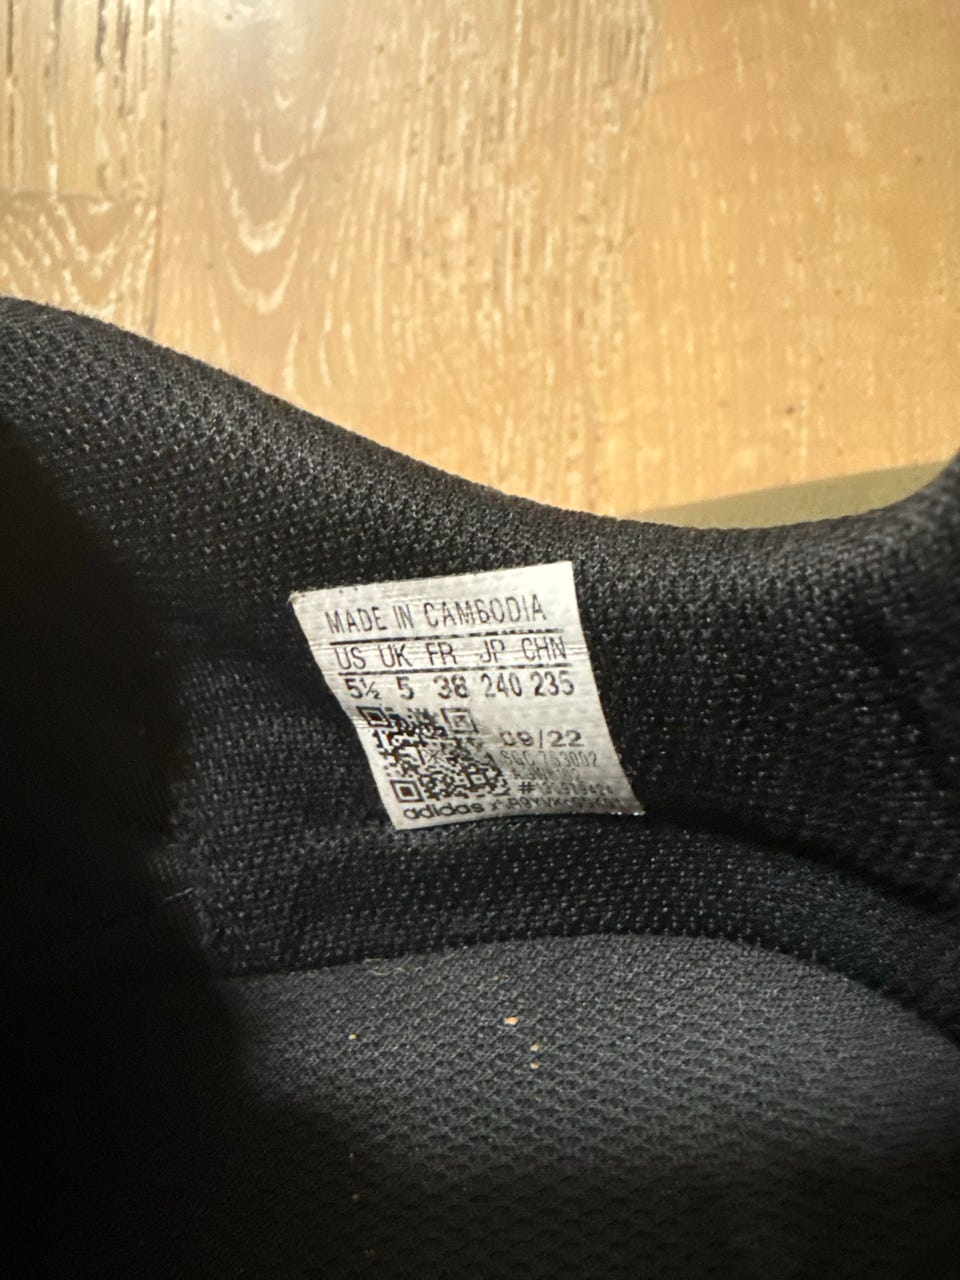 MADE IN CAMBODIA
US UK FR JP CHN
5½ 5 38 240 235
09/22
adidas